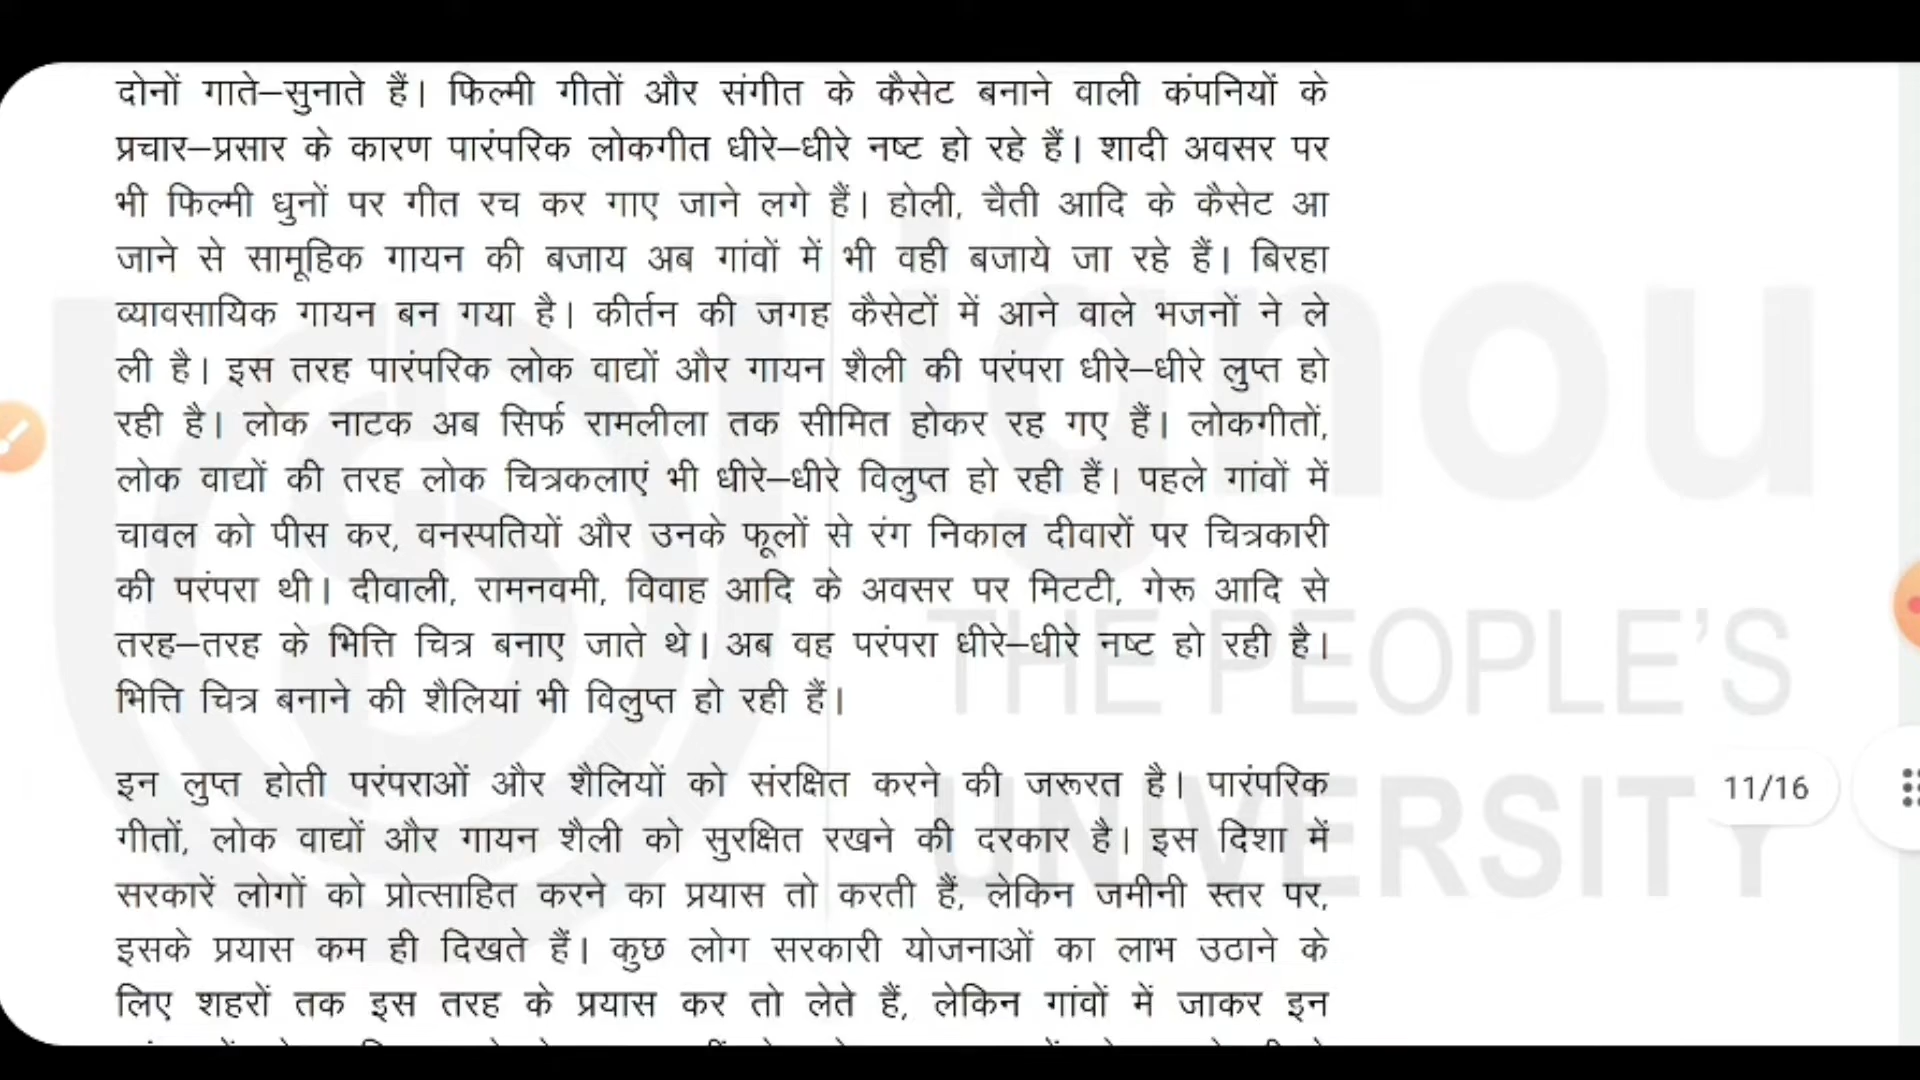 दोनों गाते–सुनाते हैं। फिल्मी गीतों और संगीत के कैसेट बनाने वाली कंपनियों के
प्रचार–प्रसार के कारण पारंपरिक लोकगीत धीरे–धीरे नष्ट हो रहे हैं। शादी अवसर पर
भी फिल्मी धुनों पर गीत रच कर गाए जाने लगे हैं। होली, चैती आदि के कैसेट आ
जाने से सामूहिक गायन की बजाय अब गांवों में भी वही बजाये जा रहे हैं। बिरहा
व्यावसायिक गायन बन गया है। कीर्तन की जगह कैसेटों में आने वाले भजनों ने ले
ली है। इस तरह पारंपरिक लोक वाद्यों और गायन शैली की परंपरा धीरे–धीरे लुप्त हो
रही है। लोक नाटक अब सिर्फ रामलीला तक सीमित होकर रह गए हैं। लोकगीतों,
लोक वाद्यों की तरह लोक चित्रकलाएं भी धीरे–धीरे विलुप्त हो रही हैं। पहले गांवों में
चावल को पीस कर, वनस्पतियों और उनके फूलों से रंग निकाल दीवारों पर चित्रकारी
की परंपरा थी। दीवाली, रामनवमी, विवाह आदि के अवसर पर मिटटी, गेरू आदि से
तरह–तरह के भित्ति चित्र बनाए जाते थे। अब वह परंपरा धीरे–धीरे नष्ट हो रही है।
भित्ति चित्र बनाने की शैलियां भी विलुप्त हो रही हैं।
इन लुप्त होती परंपराओं और शैलियों को संरक्षित करने की जरूरत है। पारंपरिक
गीतों, लोक वाद्यों और गायन शैली को सुरक्षित रखने की दरकार है। इस दिशा में
सरकारें लोगों को प्रोत्साहित करने का प्रयास तो करती हैं, लेकिन जमीनी स्तर पर,
इसके प्रयास कम ही दिखते हैं। कुछ लोग सरकारी योजनाओं का लाभ उठाने के
लिए शहरों तक इस तरह के प्रयास कर तो लेते हैं, लेकिन गांवों में जाकर इन
ignou
THE PEOPLE'S
UNIVERSITY
11/16